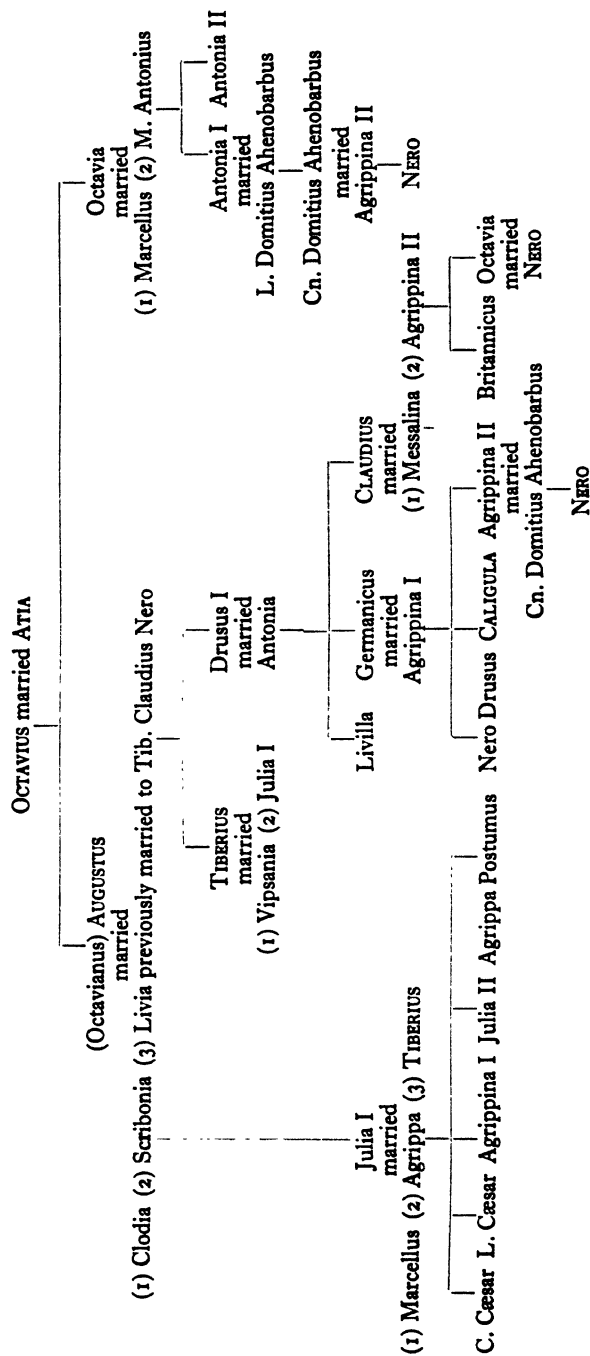 OCTAVIUS married ATIA
(Octavianus) AUGUSTUS
married
(1) Clodia (2) Scribonia (3) Livia previously married to Tib. Claudius Nero
Octavia
married
(1) Marcellus (2) M. Antonius
TIBERIUS
married
(1) Vipsania (2) Julia I
Drusus I
married
Antonia
Antonia I Antonia II
married
L. Domitius Ahenobarbus
Cn. Domitius Ahenobarbus
married
Agrippina II
NERO
Julia I
married
(1) Marcellus (2) Agrippa (3) TIBERIUS
Livilla
Germanicus
married
Agrippina I
CLAUDIUS
married
(1) Messalina (2) Agrippina II
C. Cæsar L. Cæsar Agrippina I Julia II Agrippa Postumus
Nero Drusus CALIGULA Agrippina II
married
Cn. Domitius Ahenobarbus
NERO
Britannicus Octavia
married
NERO